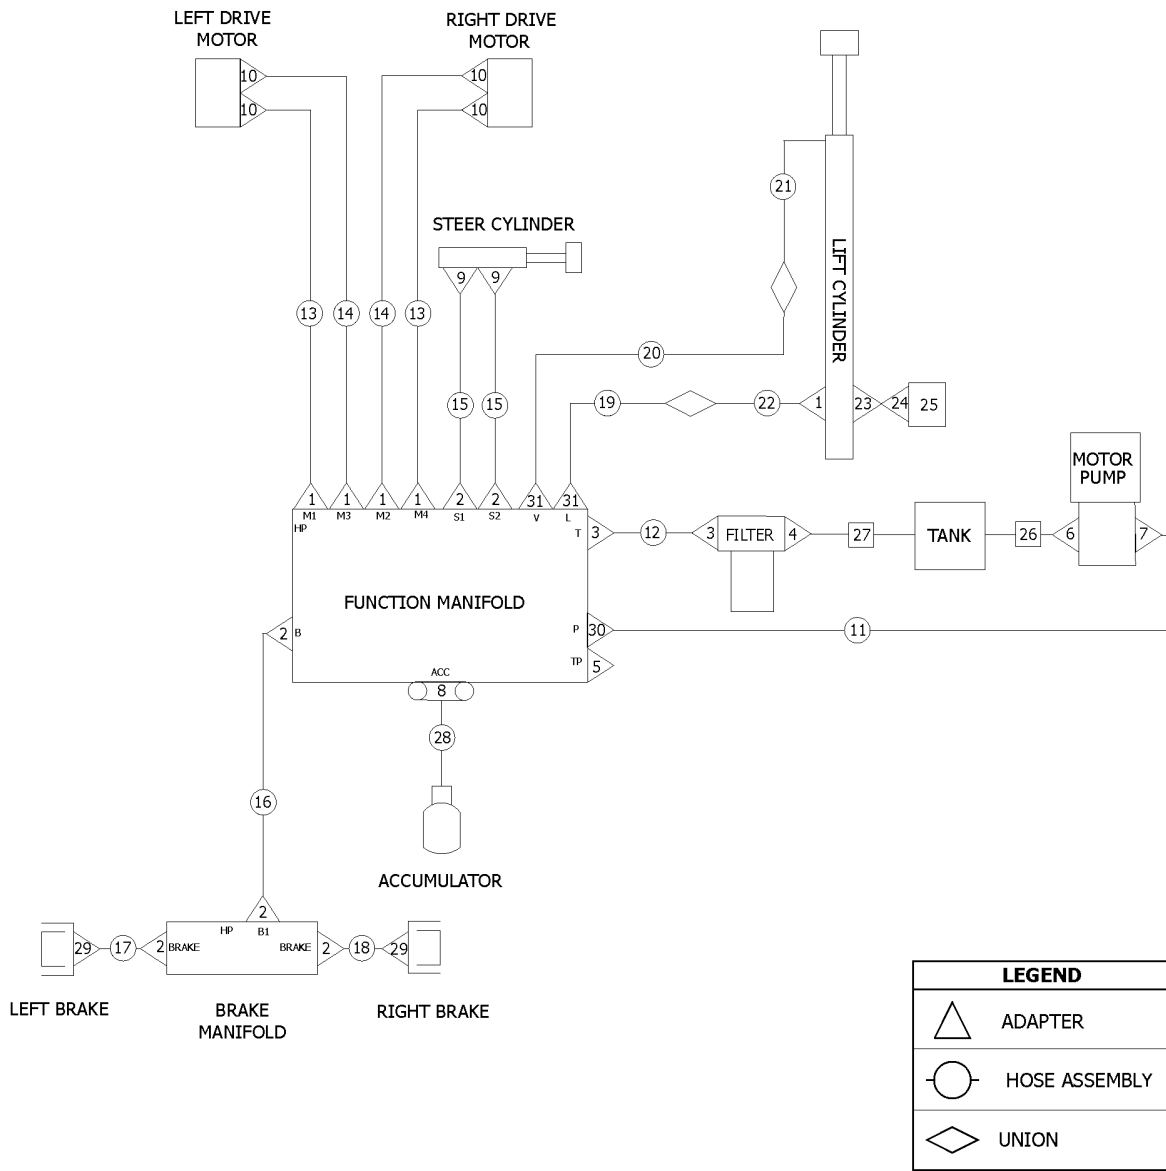 LEFT DRIVE
MOTOR
RIGHT DRIVE
MOTOR
10
10
10
10
21
STEER CYLINDER
9
9
LIFT CYLINDER
13
14
14
13
20
15
15
19
22
1
23
24
25
MOTOR
PUMP
1
1
1
1
2
2
31
31
M1
M3
M2
M4
S1
S2
V
L
HP
T
3
12
3
FILTER
4
27
TANK
26
6
7
FUNCTION MANIFOLD
2
B
P
30
11
TP
5
ACC
8
28
16
ACCUMULATOR
2
HP
B1
29
17
2
BRAKE
BRAKE
2
18
29
LEFT BRAKE
BRAKE
MANIFOLD
RIGHT BRAKE
LEGEND
ADAPTER
HOSE ASSEMBLY
UNION